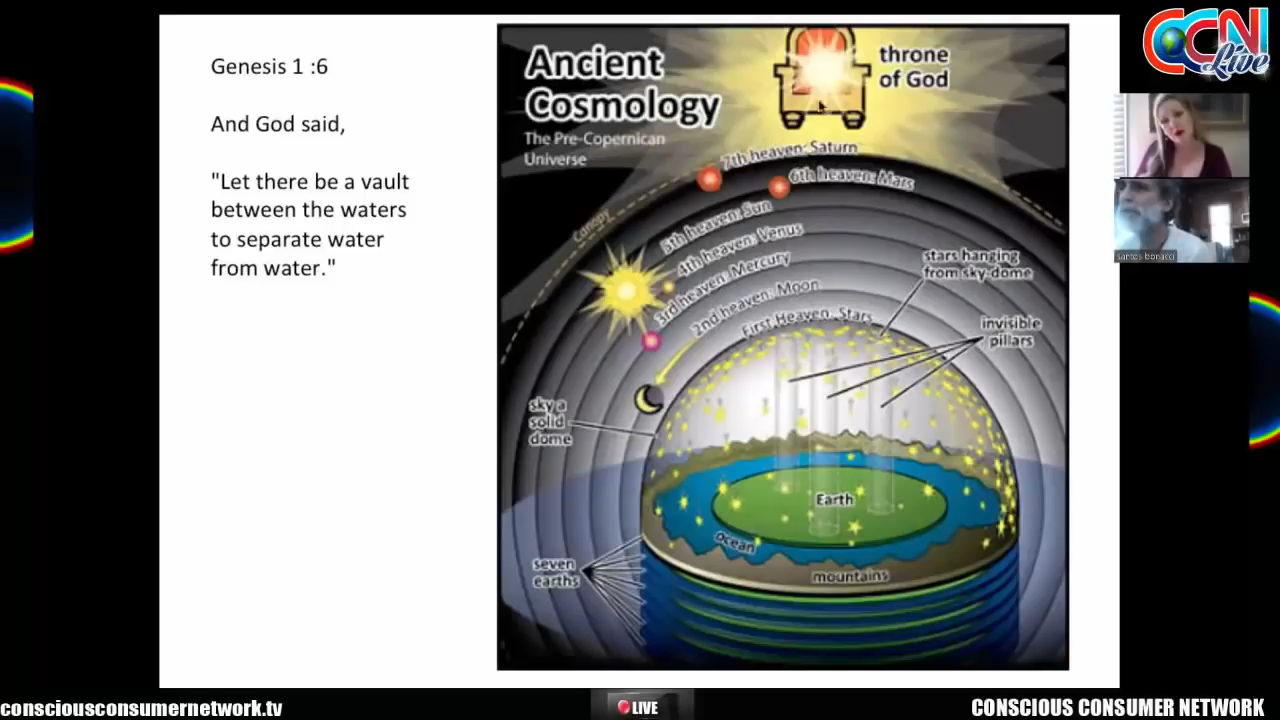 Genesis 1 :6
And God said,
"Let there be a vault
between the waters
to separate water
from water."
Ancient
Cosmology
The Pre-Copernican
Universe
throne
of God
7th heaven: Saturn
6th heaven: Mars
Canopy
5th heaven: Sun
4th heaven: Venus
3rd heaven: Mercury
2nd heaven: Moon
First Heaven: Stars
stars hanging
from sky-dome
invisible
pillars
sky a
solid
dome
Earth
ocean
mountains
seven
earths
CCN
Live
santos bonacci
consciousconsumernetwork.tv
LIVE
CONSCIOUS CONSUMER NETWORK